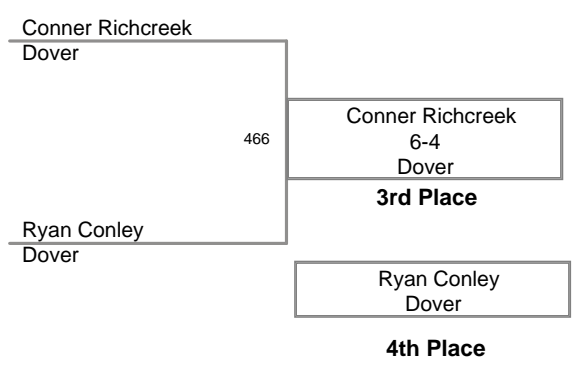 Conner Richcreek
Dover
466
Conner Richcreek
6-4
Dover
3rd Place
Ryan Conley
Dover
Ryan Conley
Dover
4th Place